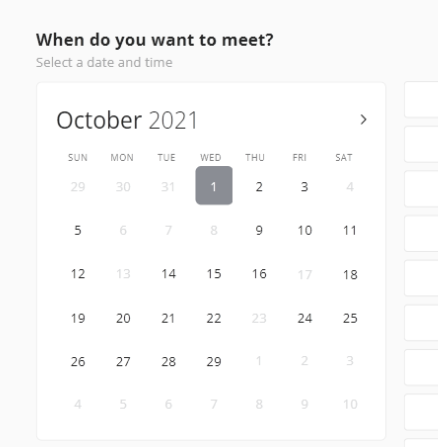 When do you want to meet?
Select a date and time
October 2021
SUN MON TUE WED THU FRI SAT
29 30 31 1 2 3 4
5 6 7 8 9 10 11
12 13 14 15 16 17 18
19 20 21 22 23 24 25
26 27 28 29 1 2 3
4 5 6 7 8 9 10